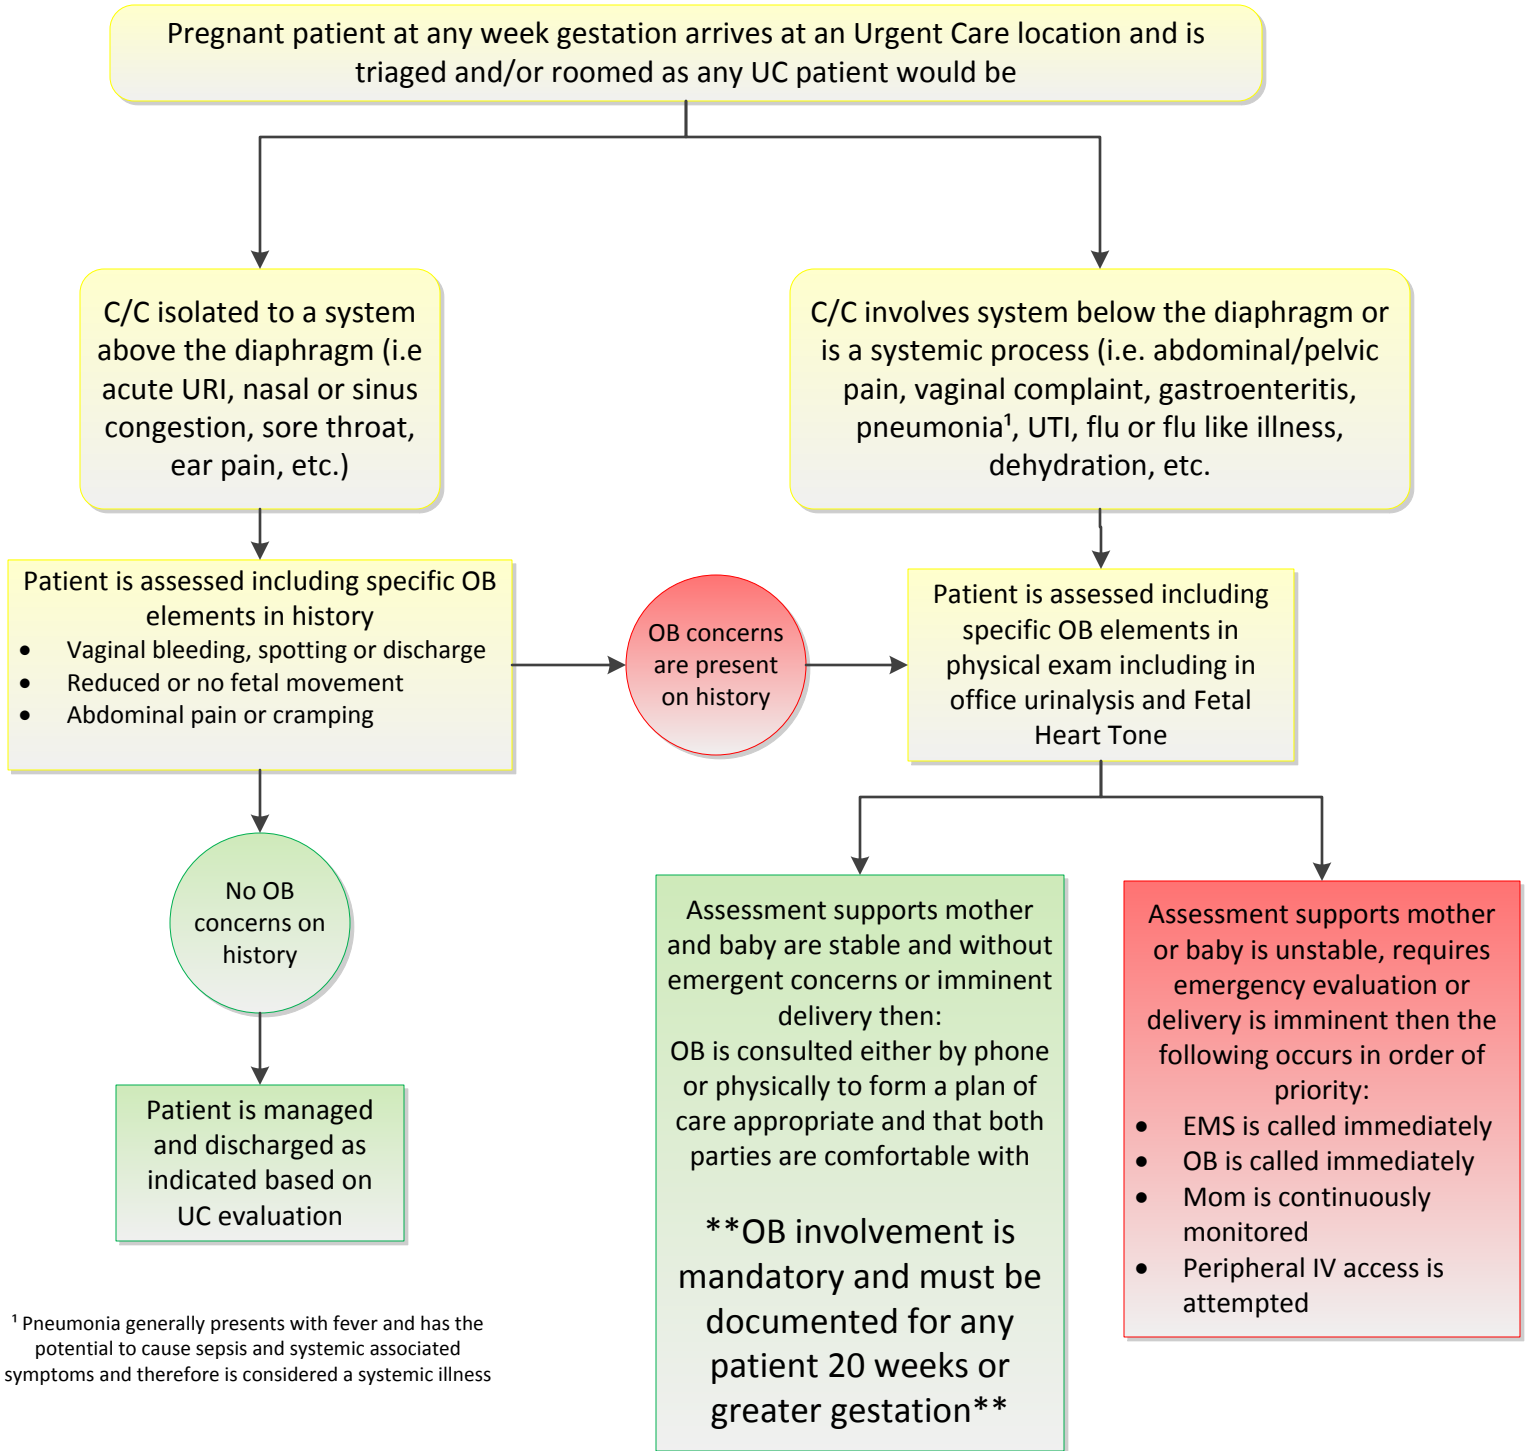 Pregnant patient at any week gestation arrives at an Urgent Care location and is
triaged and/or roomed as any UC patient would be
C/C isolated to a system
above the diaphragm (i.e
acute URI, nasal or sinus
congestion, sore throat,
ear pain, etc.)
C/C involves system below the diaphragm or
is a systemic process (i.e. abdominal/pelvic
pain, vaginal complaint, gastroenteritis,
pneumonia¹, UTI, flu or flu like illness,
dehydration, etc.
Patient is assessed including specific OB
elements in history
• Vaginal bleeding, spotting or discharge
• Reduced or no fetal movement
• Abdominal pain or cramping
OB concerns
are present
on history
Patient is assessed including
specific OB elements in
physical exam including in
office urinalysis and Fetal
Heart Tone
No OB
concerns on
history
Patient is managed
and discharged as
indicated based on
UC evaluation
Assessment supports mother
and baby are stable and without
emergent concerns or imminent
delivery then:
OB is consulted either by phone
or physically to form a plan of
care appropriate and that both
parties are comfortable with
**OB involvement is
mandatory and must be
documented for any
patient 20 weeks or
greater gestation**
Assessment supports mother
or baby is unstable, requires
emergency evaluation or
delivery is imminent then the
following occurs in order of
priority:
• EMS is called immediately
• OB is called immediately
• Mom is continuously
monitored
• Peripheral IV access is
attempted
¹ Pneumonia generally presents with fever and has the
potential to cause sepsis and systemic associated
symptoms and therefore is considered a systemic illness